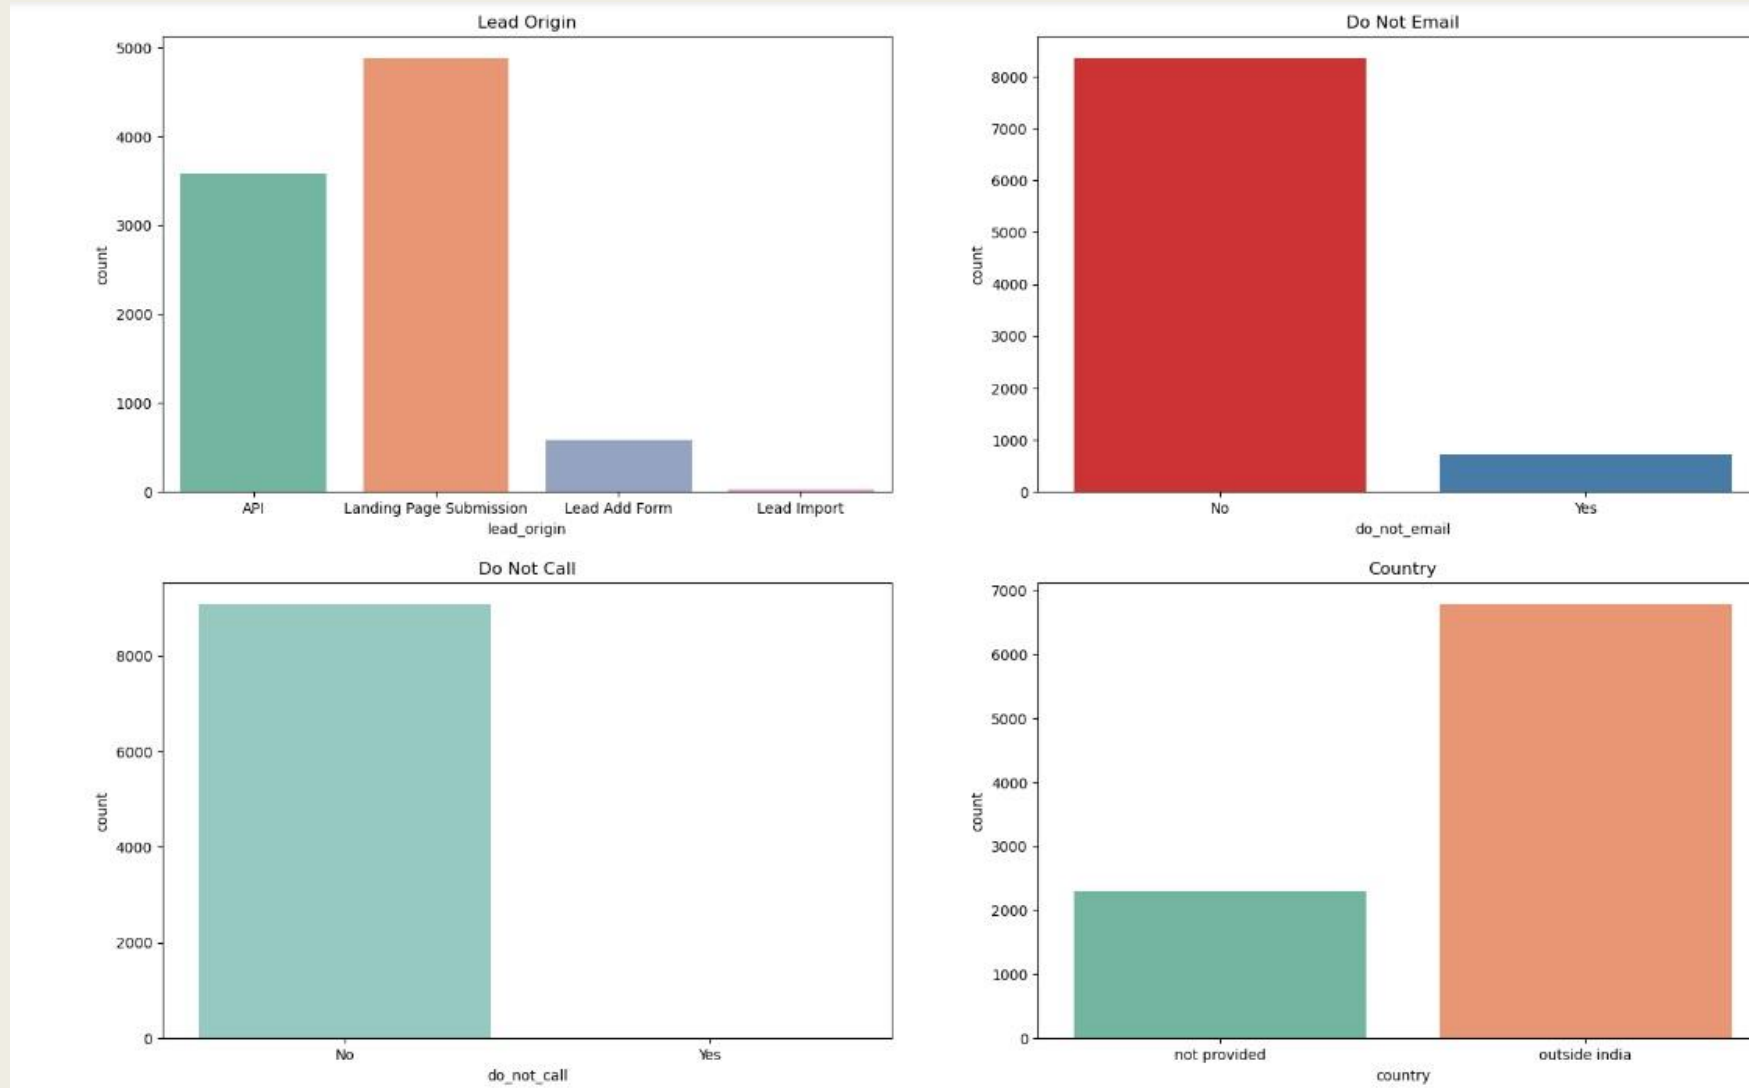 Lead Origin
5000
4000
3000
2000
1000
0
count
API
Landing Page Submission
Lead Add Form
Lead Import
lead_origin
Do Not Email
8000
7000
6000
5000
4000
3000
2000
1000
0
count
No
Yes
do_not_email
Do Not Call
8000
6000
4000
2000
0
count
No
Yes
do_not_call
Country
7000
6000
5000
4000
3000
2000
1000
0
count
not provided
outside india
country